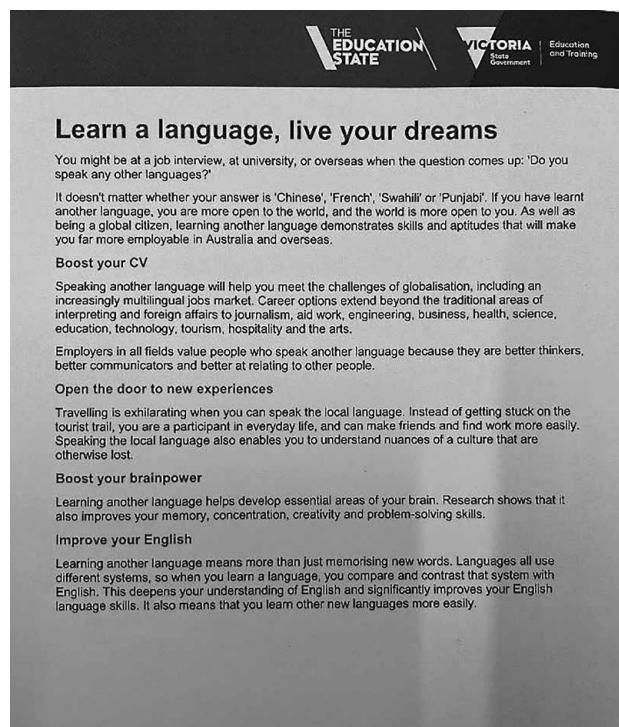 THE
EDUCATION
STATE
VICTORIA
State
Government
Education
and Training
Learn a language, live your dreams
You might be at a job interview, at university, or overseas when the question comes up: 'Do you
speak any other languages?'
It doesn't matter whether your answer is 'Chinese', 'French', 'Swahili' or 'Punjabi'. If you have learnt
another language, you are more open to the world, and the world is more open to you. As well as
being a global citizen, learning another language demonstrates skills and aptitudes that will make
you far more employable in Australia and overseas.
Boost your CV
Speaking another language will help you meet the challenges of globalisation, including an
increasingly multilingual jobs market. Career options extend beyond the traditional areas of
interpreting and foreign affairs to journalism, aid work, engineering, business, health, science,
education, technology, tourism, hospitality and the arts.
Employers in all fields value people who speak another language because they are better thinkers,
better communicators and better at relating to other people.
Open the door to new experiences
Travelling is exhilarating when you can speak the local language. Instead of getting stuck on the
tourist trail, you are a participant in everyday life, and can make friends and find work more easily.
Speaking the local language also enables you to understand nuances of a culture that are
otherwise lost.
Boost your brainpower
Learning another language helps develop essential areas of your brain. Research shows that it
also improves your memory, concentration, creativity and problem-solving skills.
Improve your English
Learning another language means more than just memorising new words. Languages all use
different systems, so when you learn a language, you compare and contrast that system with
English. This deepens your understanding of English and significantly improves your English
language skills. It also means that you learn other new languages more easily.